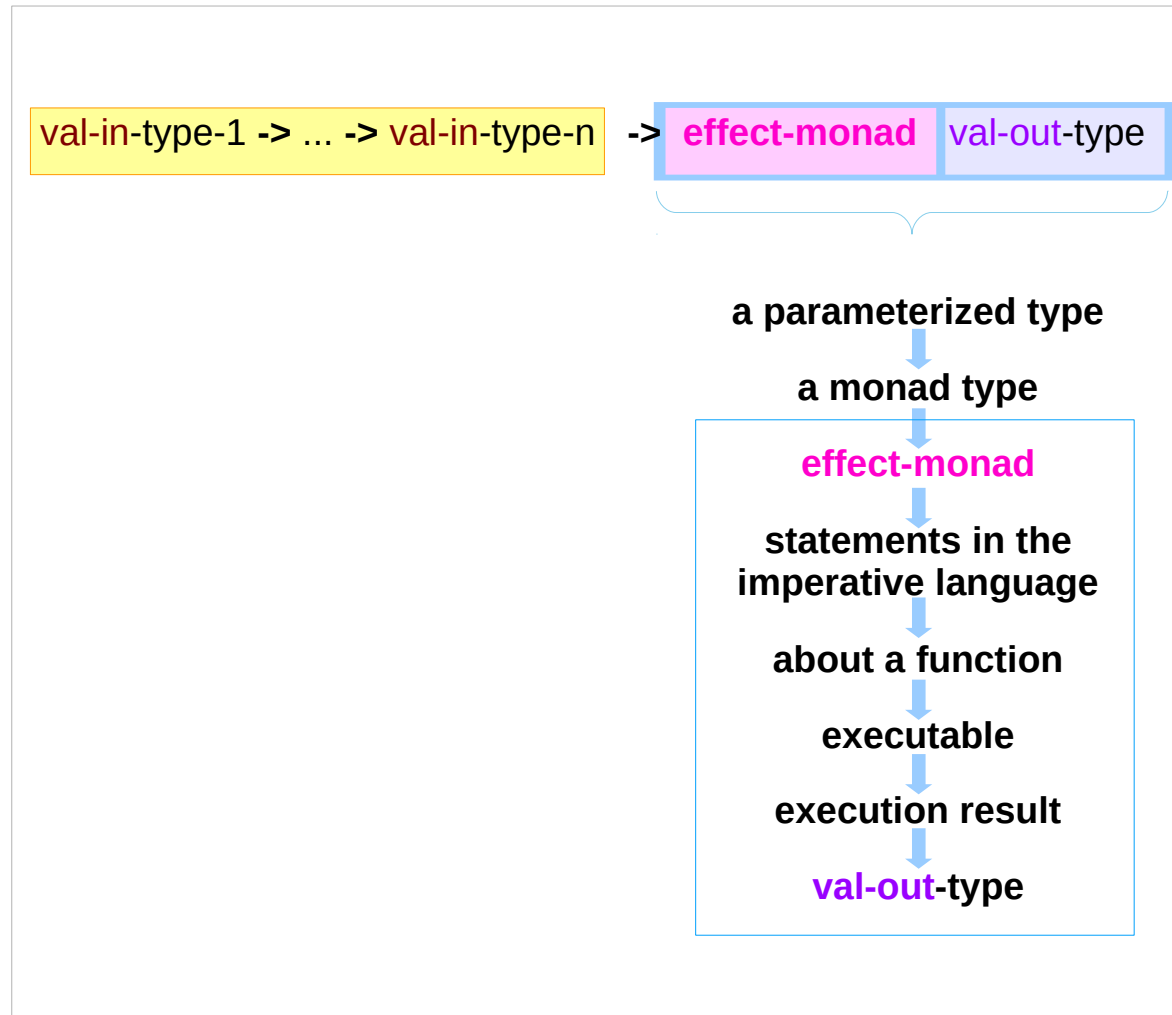 val-in-type-1 -> ... -> val-in-type-n -> effect-monad val-out-type
a parameterized type
a monad type
effect-monad
statements in the
imperative language
about a function
executable
execution result
val-out-type